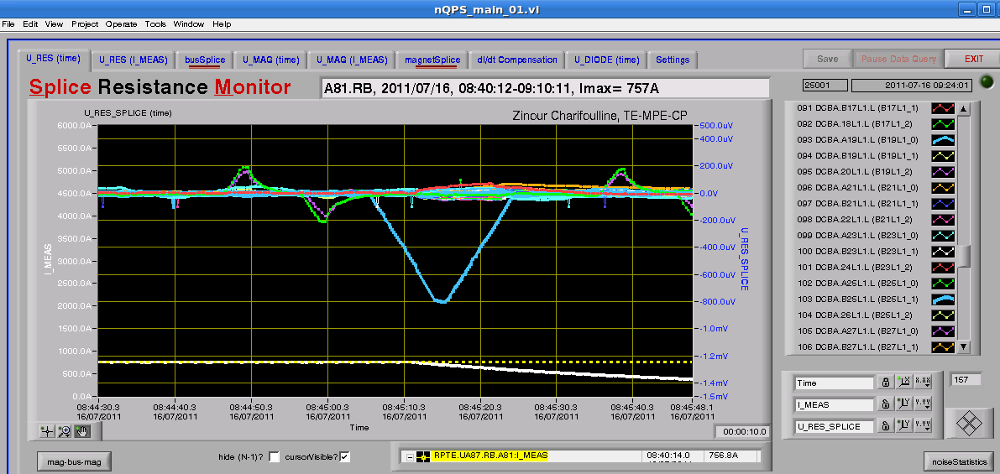 nQPS_main_01.vi
File Edit View Project Operate Tools Window Help
U_RES (time) U_RES (I_MEAS) busSplice U_MAG (time) U_MAG (I_MEAS) magnetSplice dI/dt Compensation U_DIODE (time) Settings Save Pause Data Query EXIT
Splice Resistance Monitor A81.RB, 2011/07/16, 08:40:12-09:10:11, Imax= 757A 25001 2011-07-16 09:24:01
U_RES_SPLICE (time) Zinour Charifoulline, TE-MPE-CP
6000.0A
5500.0A
5000.0A
4500.0A
4000.0A
3500.0A
3000.0A
2500.0A
2000.0A
1500.0A
1000.0A
500.0A
0.0A
I_MEAS
500.0uV
400.0uV
200.0uV
0.0V
-200.0uV
-400.0uV
-600.0uV
-800.0uV
-1.0mV
-1.2mV
-1.4mV
-1.5mV
U_RES_SPLICE
08:44:30.3 08:44:40.3 08:44:50.3 08:45:00.3 08:45:10.3 08:45:20.3 08:45:30.3 08:45:40.3 08:45:48.1
16/07/2011 16/07/2011 16/07/2011 16/07/2011 16/07/2011 16/07/2011 16/07/2011 16/07/2011 16/07/2011
Time
00:00:10.0
091 DCBA.B17L1.L (B17L1_1)
092 DCBA.18L1.L (B17L1_2)
093 DCBA.A19L1.L (B19L1_0)
094 DCBA.B19L1.L (B19L1_1)
095 DCBA.20L1.L (B19L1_2)
096 DCBA.A21L1.L (B21L1_0)
097 DCBA.B21L1.L (B21L1_1)
098 DCBA.22L1.L (B21L1_2)
099 DCBA.A23L1.L (B23L1_0)
100 DCBA.B23L1.L (B23L1_1)
101 DCBA.24L1.L (B23L1_2)
102 DCBA.A25L1.L (B25L1_0)
103 DCBA.B25L1.L (B25L1_1)
104 DCBA.26L1.L (B25L1_2)
105 DCBA.A27L1.L (B27L1_0)
106 DCBA.B27L1.L (B27L1_1)
Time X.XX 157
I_MEAS Y.YY
U_RES_SPLICE Y.YY
mag-bus-mag hide (N-1)? cursorVisible? RPTE.UA87.RB.A81:I_MEAS 08:40:14.0 756.8A noiseStatistics